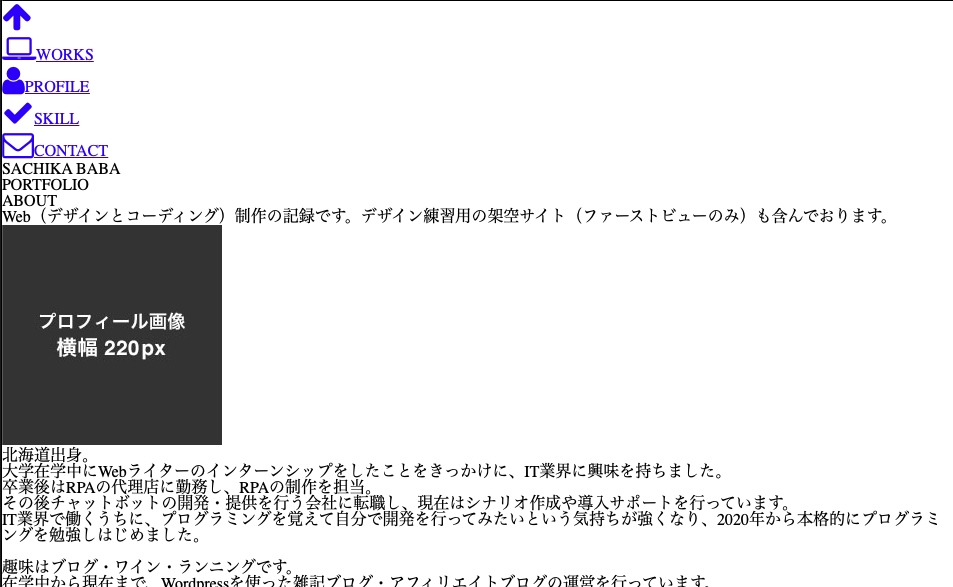 WORKS
PROFILE
SKILL
CONTACT
SACHIKA BABA
PORTFOLIO
ABOUT
Web（デザインとコーディング）制作の記録です。デザイン練習用の架空サイト（ファーストビューのみ）も含んでおります。
プロフィール画像
横幅 220px
北海道出身。
大学在学中にWebライターのインターンシップをしたことをきっかけに、IT業界に興味を持ちました。
卒業後はRPAの代理店に勤務し、RPAの制作を担当。
その後チャットボットの開発・提供を行う会社に転職し、現在はシナリオ作成や導入サポートを行っています。
IT業界で働くうちに、プログラミングを覚えて自分で開発を行ってみたいという気持ちが強くなり、2020年から本格的にプログラミ
ングを勉強しはじめました。
趣味はブログ・ワイン・ランニングです。
在学中から現在まで、Wordpressを使った雑記ブログ・アフィリエイトブログの運営を行っています。